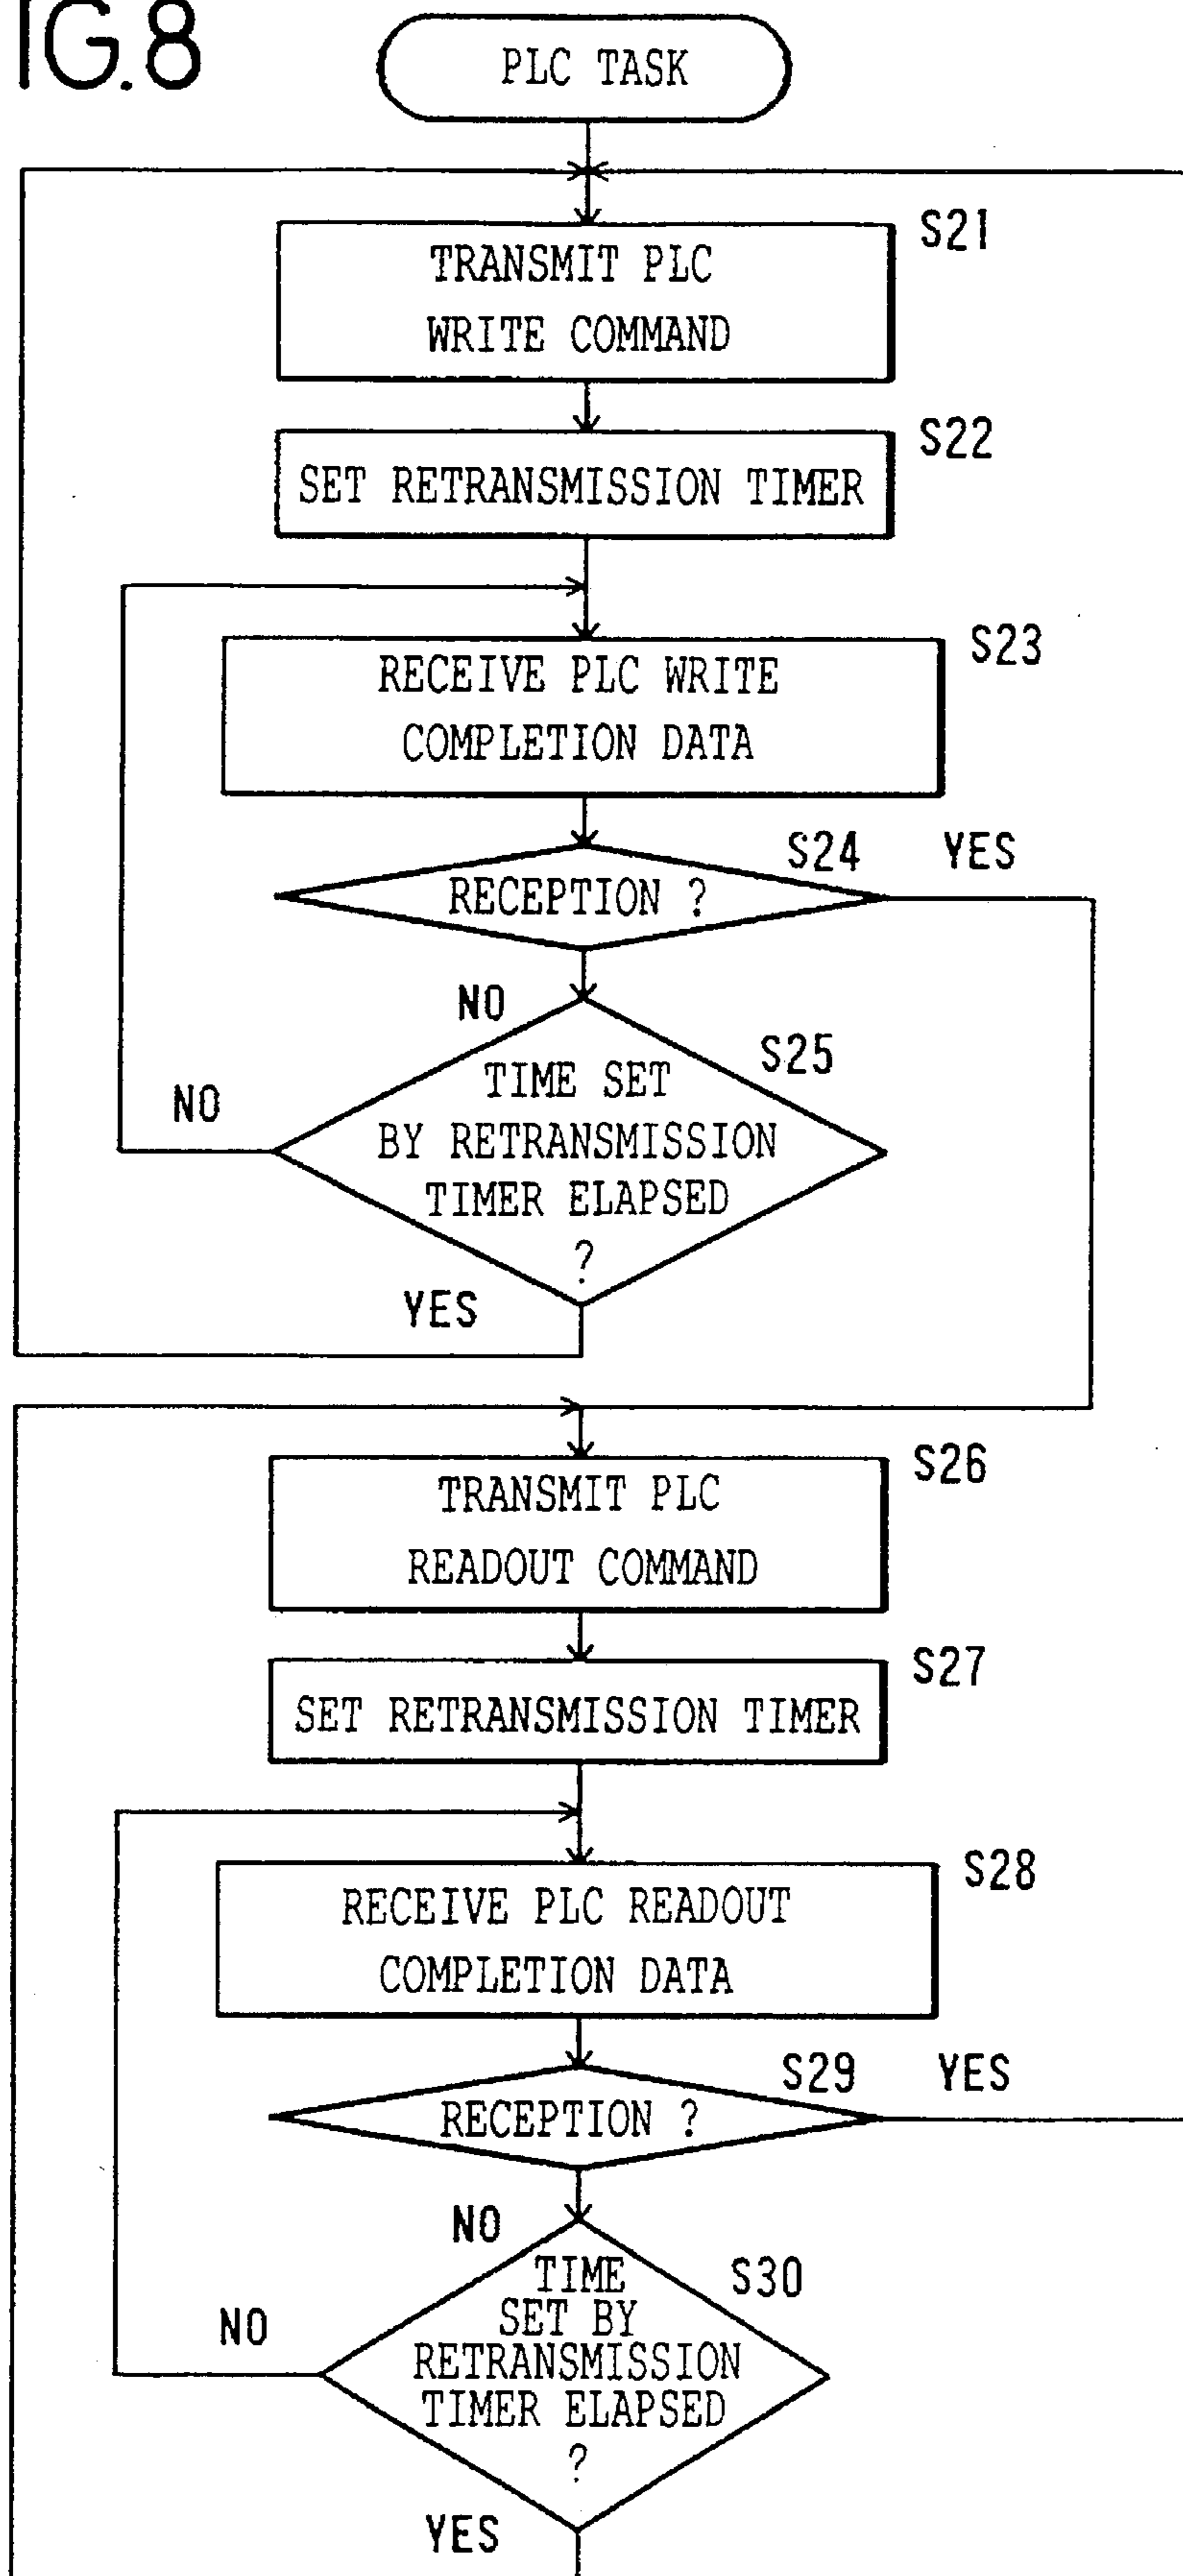 IG.8
PLC TASK
S21
TRANSMIT PLC
WRITE COMMAND
S22
SET RETRANSMISSION TIMER
S23
RECEIVE PLC WRITE
COMPLETION DATA
S24 YES
RECEPTION ?
NO
S25
TIME SET
NO
BY RETRANSMISSION
TIMER ELAPSED
?
YES
S26
TRANSMIT PLC
READOUT COMMAND
S27
SET RETRANSMISSION TIMER
S28
RECEIVE PLC READOUT
COMPLETION DATA
S29 YES
RECEPTION ?
NO
S30
TIME
SET BY
NO
RETRANSMISSION
TIMER ELAPSED
?
YES